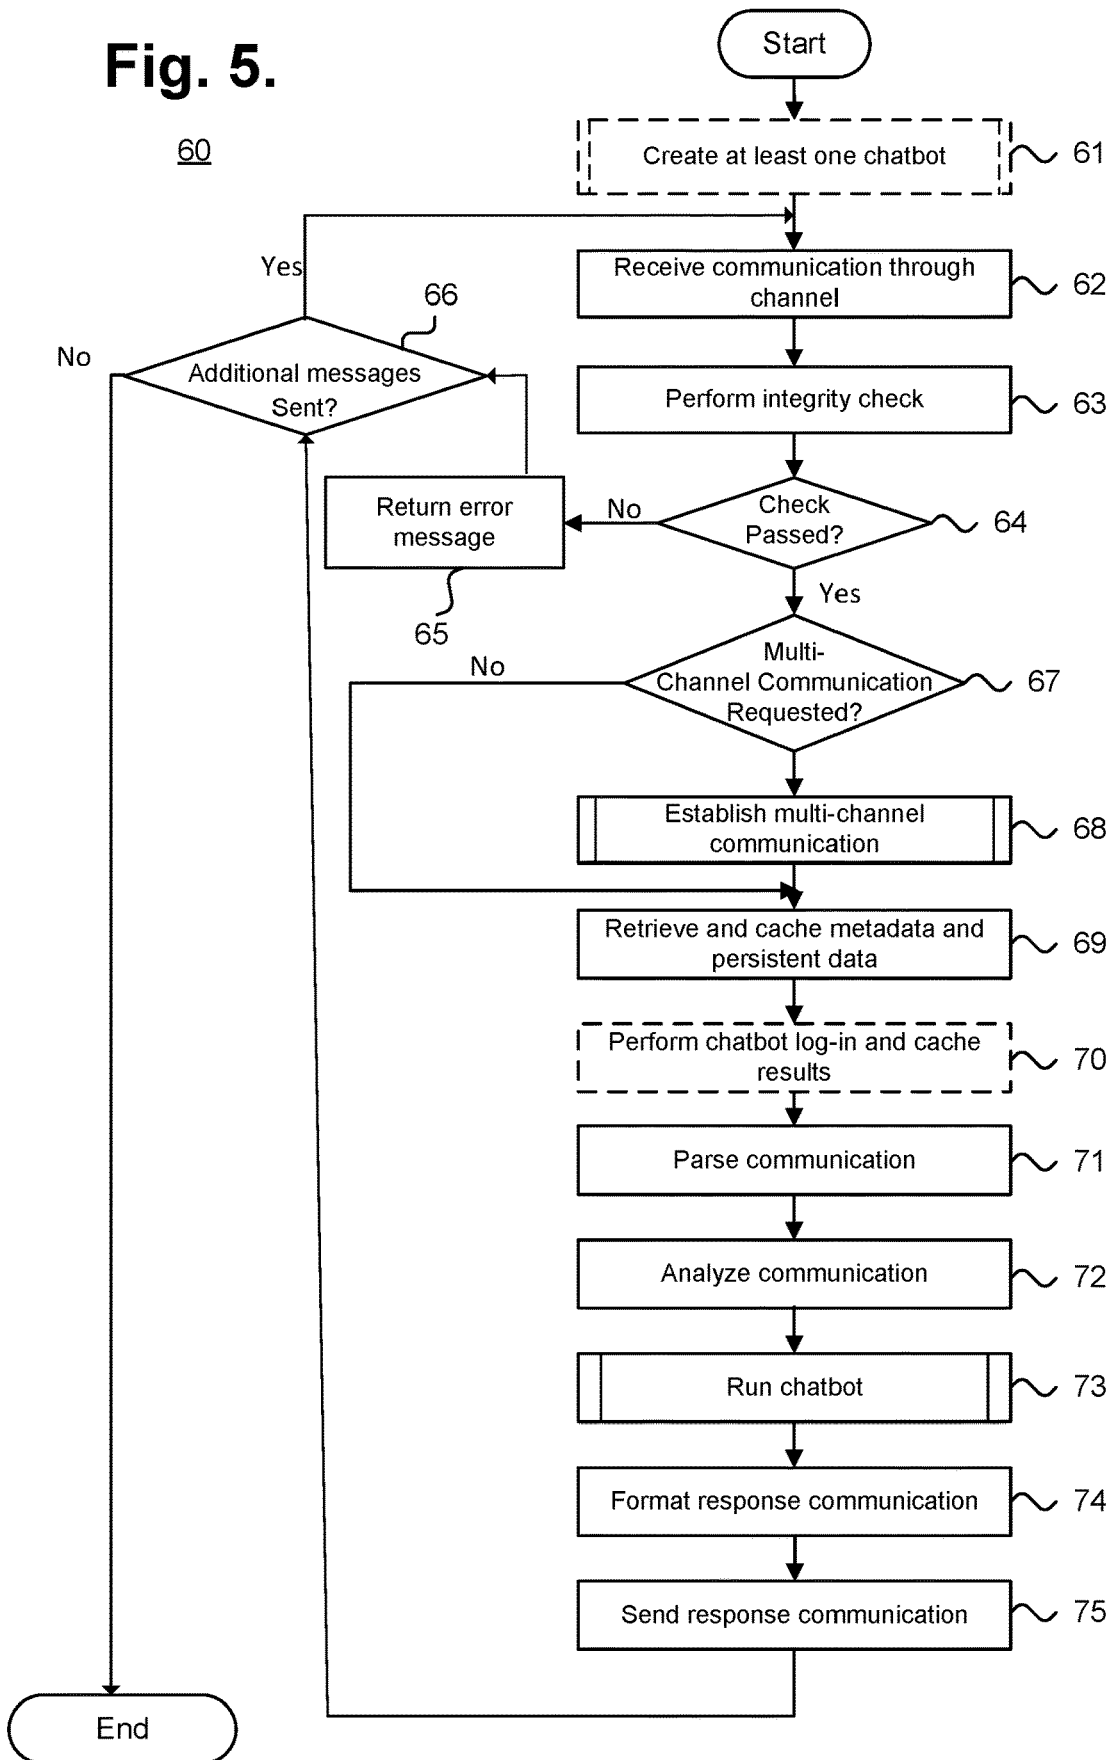 Fig. 5.
60
Start
Create at least one chatbot
61
Receive communication through
channel
62
Yes
66
No
Additional messages
Sent?
Perform integrity check
63
Return error
message
65
No
Check
Passed?
64
Yes
No
Multi-
Channel Communication
Requested?
67
Establish multi-channel
communication
68
Retrieve and cache metadata and
persistent data
69
Perform chatbot log-in and cache
results
70
Parse communication
71
Analyze communication
72
Run chatbot
73
Format response communication
74
Send response communication
75
End